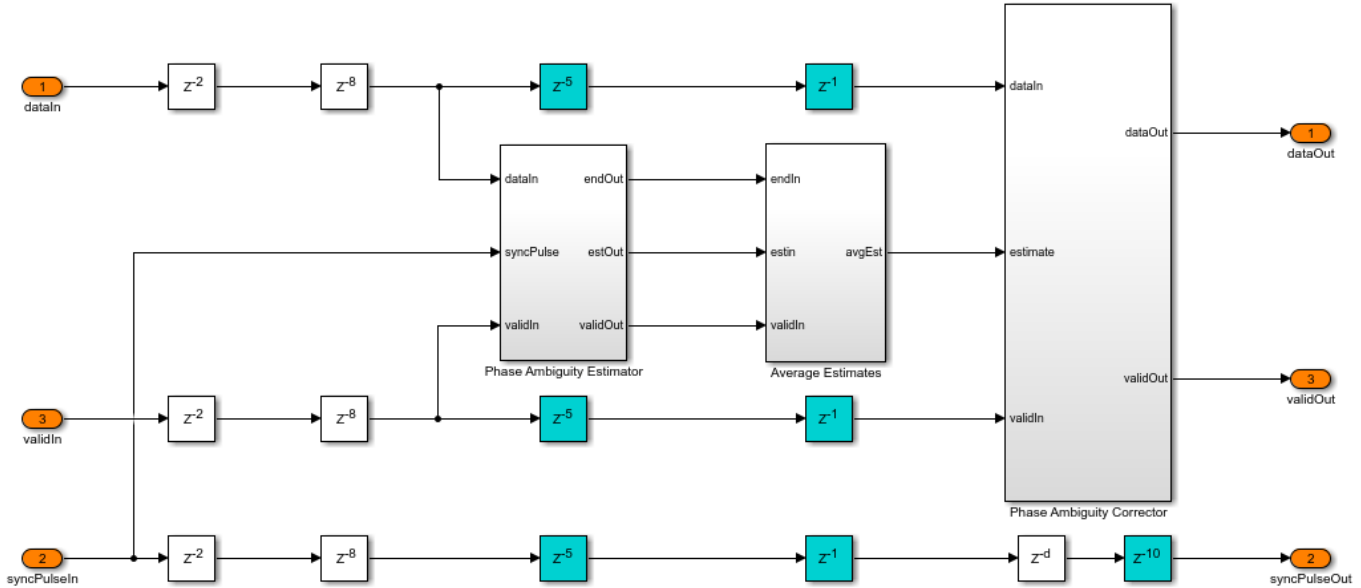 1
dataIn
z-2
z-8
z-5
z-1
dataIn
dataOut
1
dataOut
dataIn
endOut
endIn
syncPulse
estOut
estin
avgEst
estimate
validIn
validOut
validIn
Phase Ambiguity Estimator
Average Estimates
validOut
3
validOut
3
validIn
z-2
z-8
z-5
z-1
validIn
Phase Ambiguity Corrector
2
syncPulseIn
z-2
z-8
z-5
z-1
z-d
z-10
2
syncPulseOut